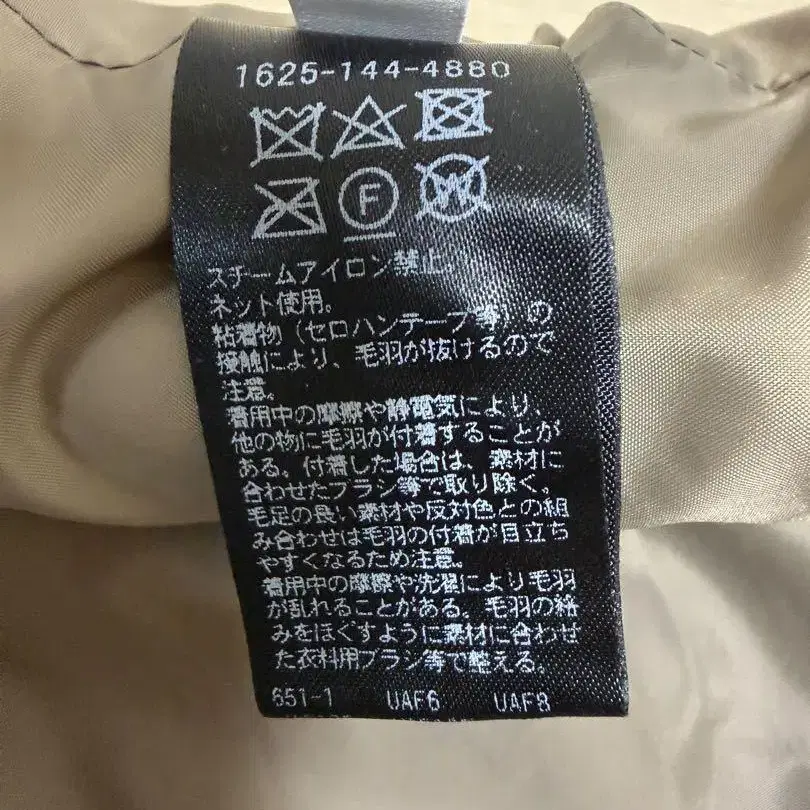 1625-144-4880
F
W
スチームアイロン禁止。
ネット使用。
粘着物（セロハンテープ等）の
接触により、毛羽が抜けるので
注意。
着用中の摩擦や静電気により、
他の物に毛羽が付着することが
ある。付着した場合は、素材に
合わせたブラシ等で取り除く。
毛足の長い素材や反対色との組
み合わせは毛羽の付着が目立ち
やすくなるため注意。
着用中の摩擦や洗濯により毛羽
が乱れることがある。毛羽の絡
みをほぐすように素材に合わせ
た衣料用ブラシ等で整える。
651-1 UAF6 UAF8